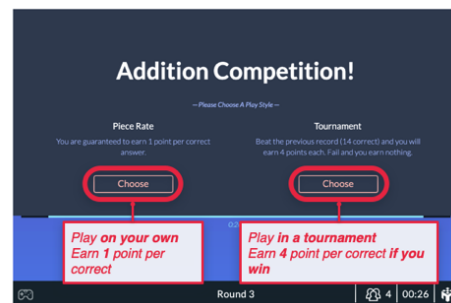 Addition Competition!
— Please Choose A Play Style —
Piece Rate
You are guaranteed to earn 1 point per correct
answer.
Choose
Tournament
Beat the previous record (14 correct) and you will
earn 4 points each. Fail and you earn nothing.
Choose
Play on your own
Earn 1 point per
correct
Play in a tournament
Earn 4 point per correct if you
win
Round 3
4
00:26